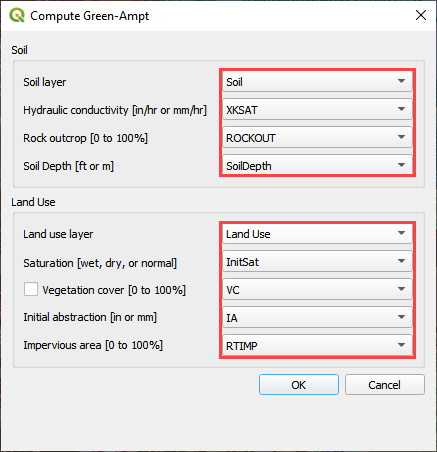 Compute Green-Ampt
Soil
Soil layer Soil
Hydraulic conductivity [in/hr or mm/hr] XKSAT
Rock outcrop [0 to 100%] ROCKOUT
Soil Depth [ft or m] SoilDepth
Land Use
Land use layer Land Use
Saturation [wet, dry, or normal] InitSat
Vegetation cover [0 to 100%] VC
Initial abstraction [in or mm] IA
Impervious area [0 to 100%] RTIMP
OK Cancel